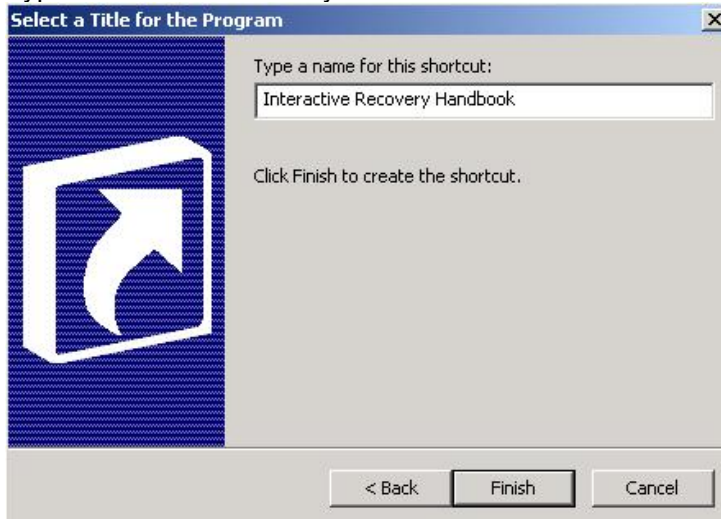 Select a Title for the Program
Type a name for this shortcut:
Interactive Recovery Handbook
Click Finish to create the shortcut.
< Back Finish Cancel